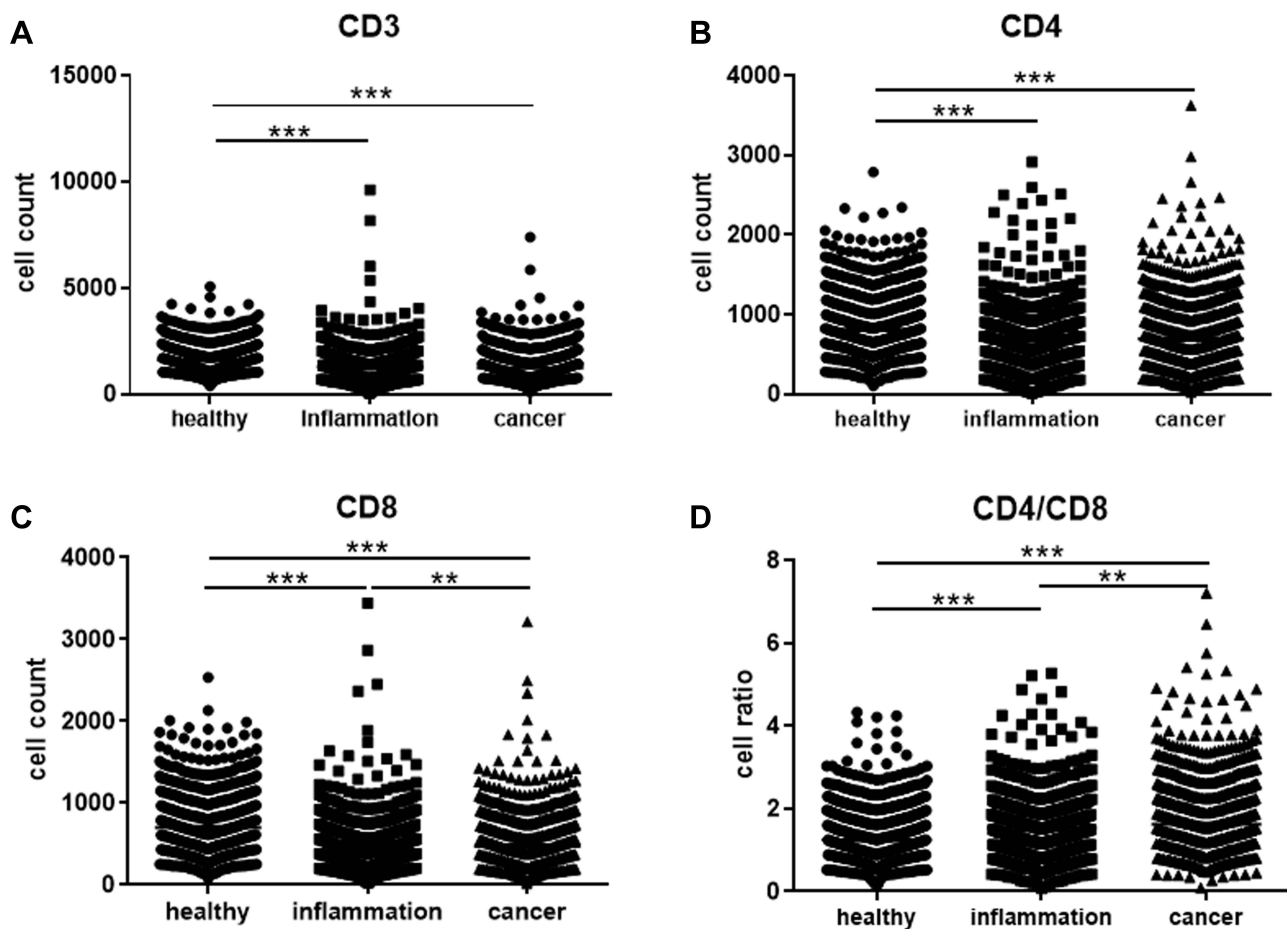 A
CD3
cell count
15000
10000
5000
0
***
***
healthy
Inflammation
cancer
B
CD4
cell count
4000
3000
2000
1000
0
***
***
healthy
inflammation
cancer
C
CD8
cell count
4000
3000
2000
1000
0
***
***
**
healthy
inflammation
cancer
D
CD4/CD8
cell ratio
8
6
4
2
0
***
**
***
healthy
inflammation
cancer